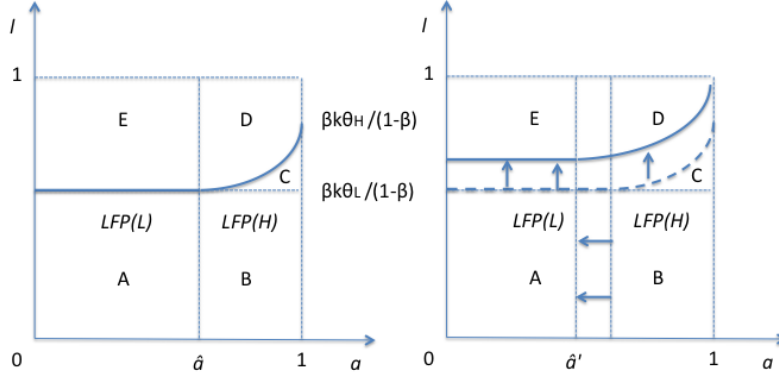 l
1
E
D
βkθH/(1-β)
C
βkθL/(1-β)
LFP(L)
LFP(H)
A
B
0
â
1
a
l
1
E
D
C
LFP(L)
LFP(H)
A
B
0
â'
1
a